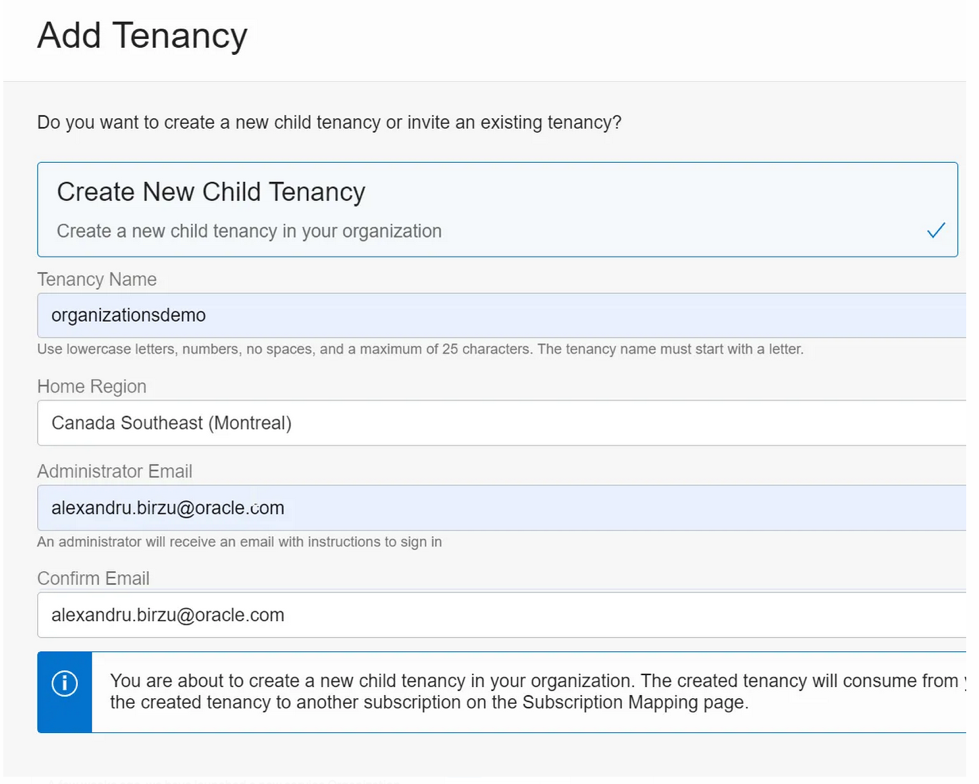 Add Tenancy
Do you want to create a new child tenancy or invite an existing tenancy?
Create New Child Tenancy
Create a new child tenancy in your organization
Tenancy Name
organizationsdemo
Use lowercase letters, numbers, no spaces, and a maximum of 25 characters. The tenancy name must start with a letter.
Home Region
Canada Southeast (Montreal)
Administrator Email
alexandru.birzu@oracle.com
An administrator will receive an email with instructions to sign in
Confirm Email
alexandru.birzu@oracle.com
You are about to create a new child tenancy in your organization. The created tenancy will consume from
the created tenancy to another subscription on the Subscription Mapping page.